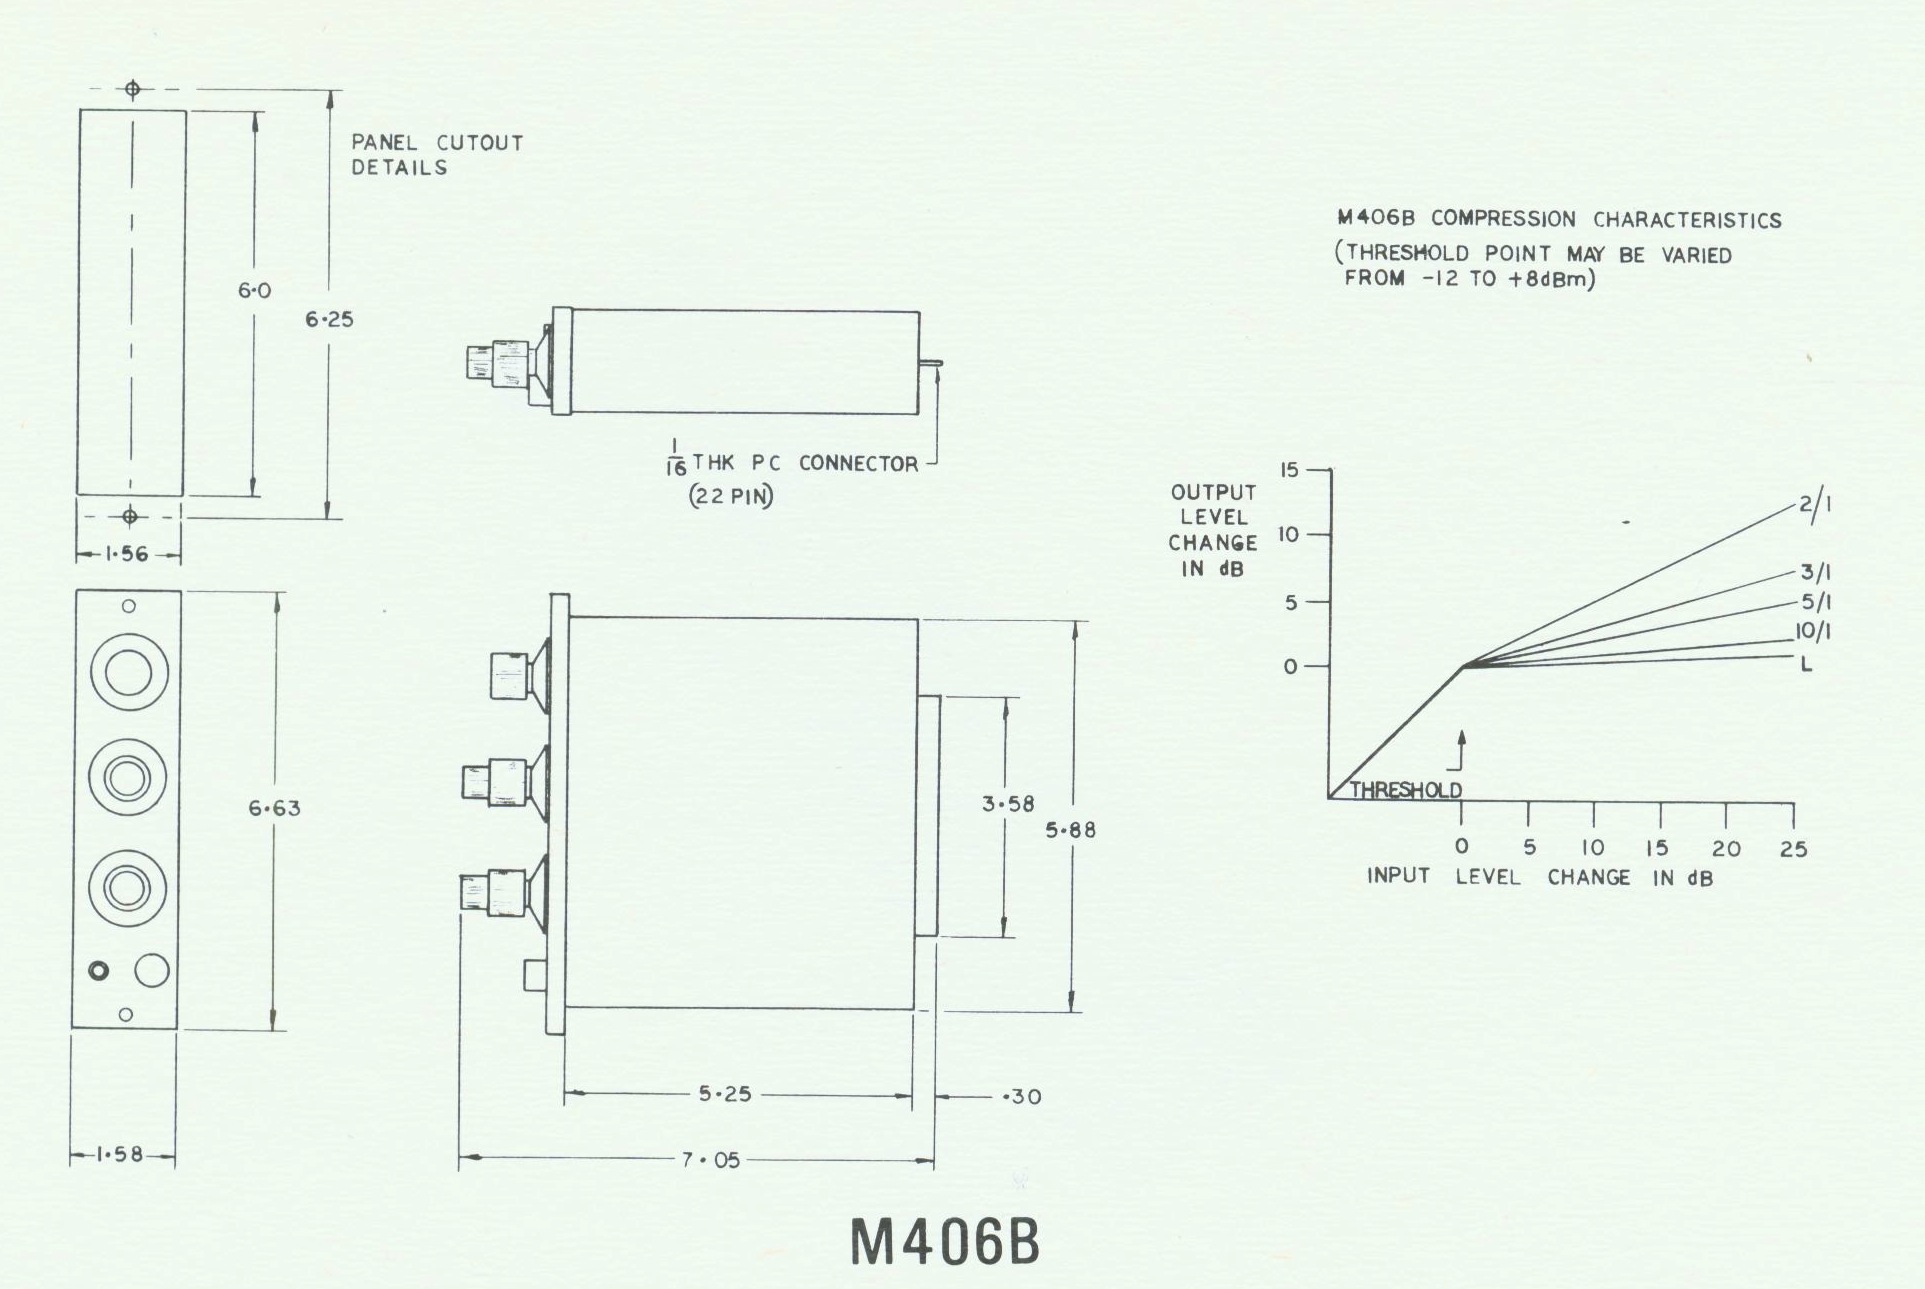 PANEL CUTOUT
DETAILS
6.0
6.25
1.56
1/16 THK PC CONNECTOR
(22 PIN)
M406B COMPRESSION CHARACTERISTICS
(THRESHOLD POINT MAY BE VARIED
FROM -12 TO +8dBm)
OUTPUT
LEVEL
CHANGE
IN dB
15
10
5
0
2/1
3/1
5/1
10/1
L
THRESHOLD
0 5 10 15 20 25
INPUT LEVEL CHANGE IN dB
6.63
1.58
3.58
5.88
5.25
.30
7.05
M406B